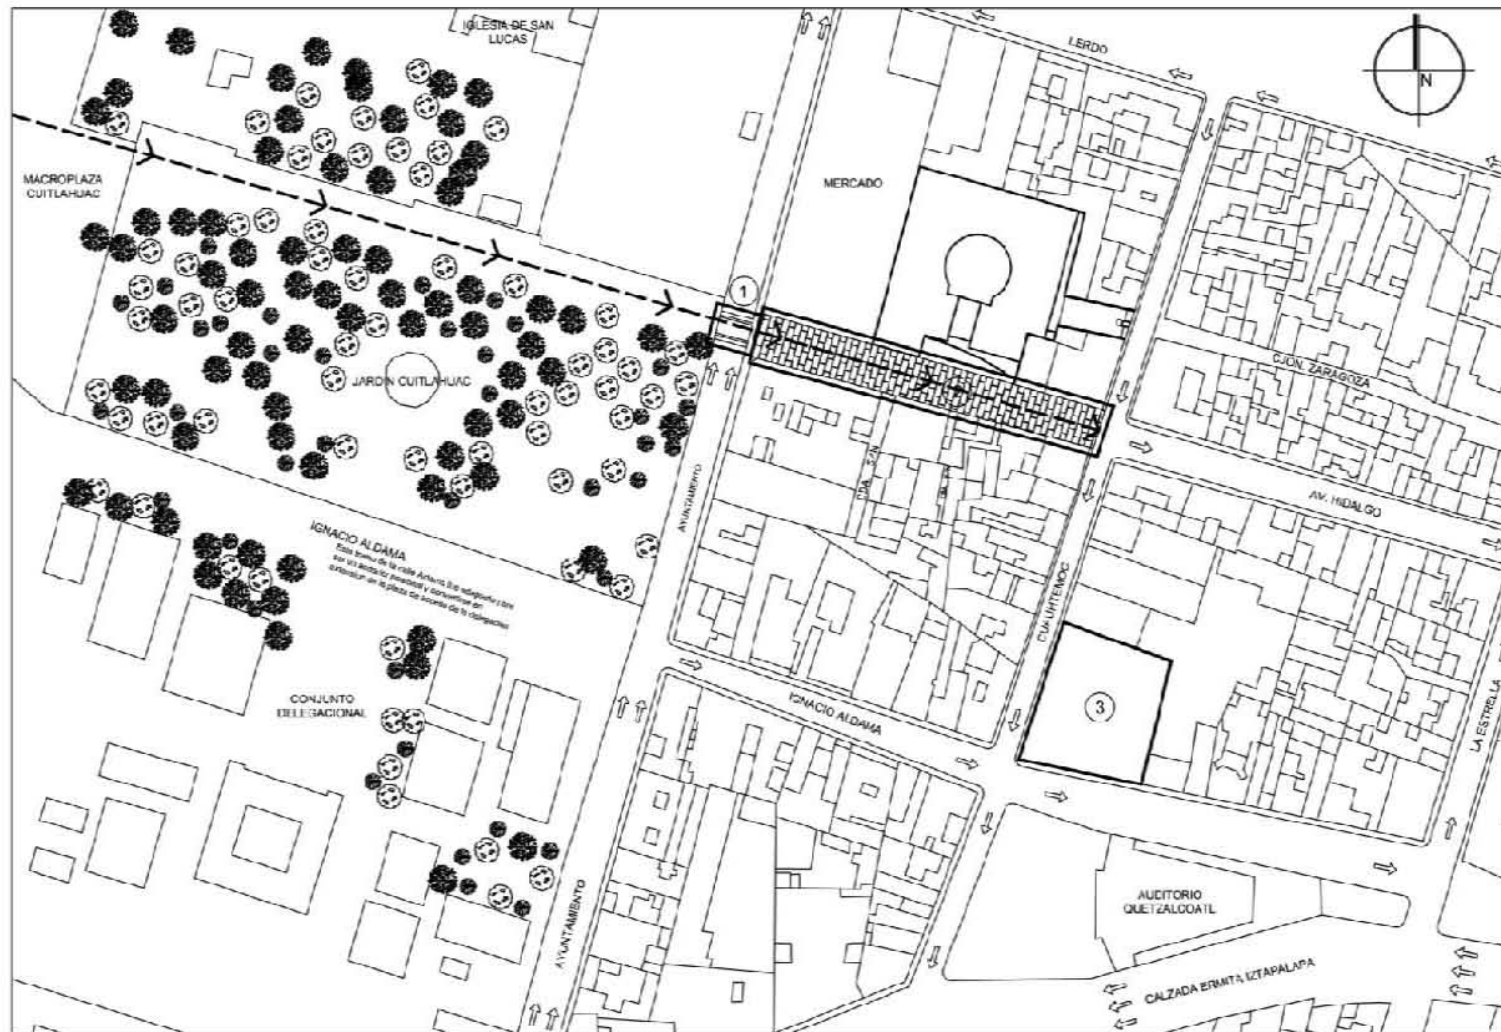 IGLESIA DE SAN
LUCAS
LERDO
N
MACROPLAZA
CUITLAHUAC
MERCADO
1
CJON. ZARAGOZA
JARDIN CUITLAHUAC
AV. HIDALGO
AYUNTAMIENTO
CDA.
IGNACIO ALDAMA
CUAUHTEMOC
CONJUNTO
DELEGACIONAL
IGNACIO ALDAMA
3
LA ESTRELLA
AUDITORIO
QUETZALCOATL
AYUNTAMIENTO
CALZADA ERMITA IZTAPALAPA